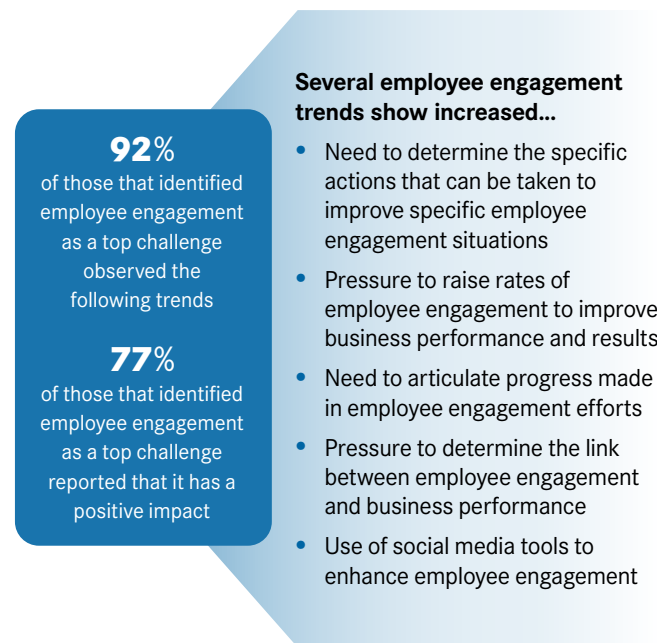 92%
of those that identified
employee engagement
as a top challenge
observed the
following trends
77%
of those that identified
employee engagement
as a top challenge
reported that it has a
positive impact
Several employee engagement
trends show increased...
• Need to determine the specific
actions that can be taken to
improve specific employee
engagement situations
• Pressure to raise rates of
employee engagement to improve
business performance and results
• Need to articulate progress made
in employee engagement efforts
• Pressure to determine the link
between employee engagement
and business performance
• Use of social media tools to
enhance employee engagement